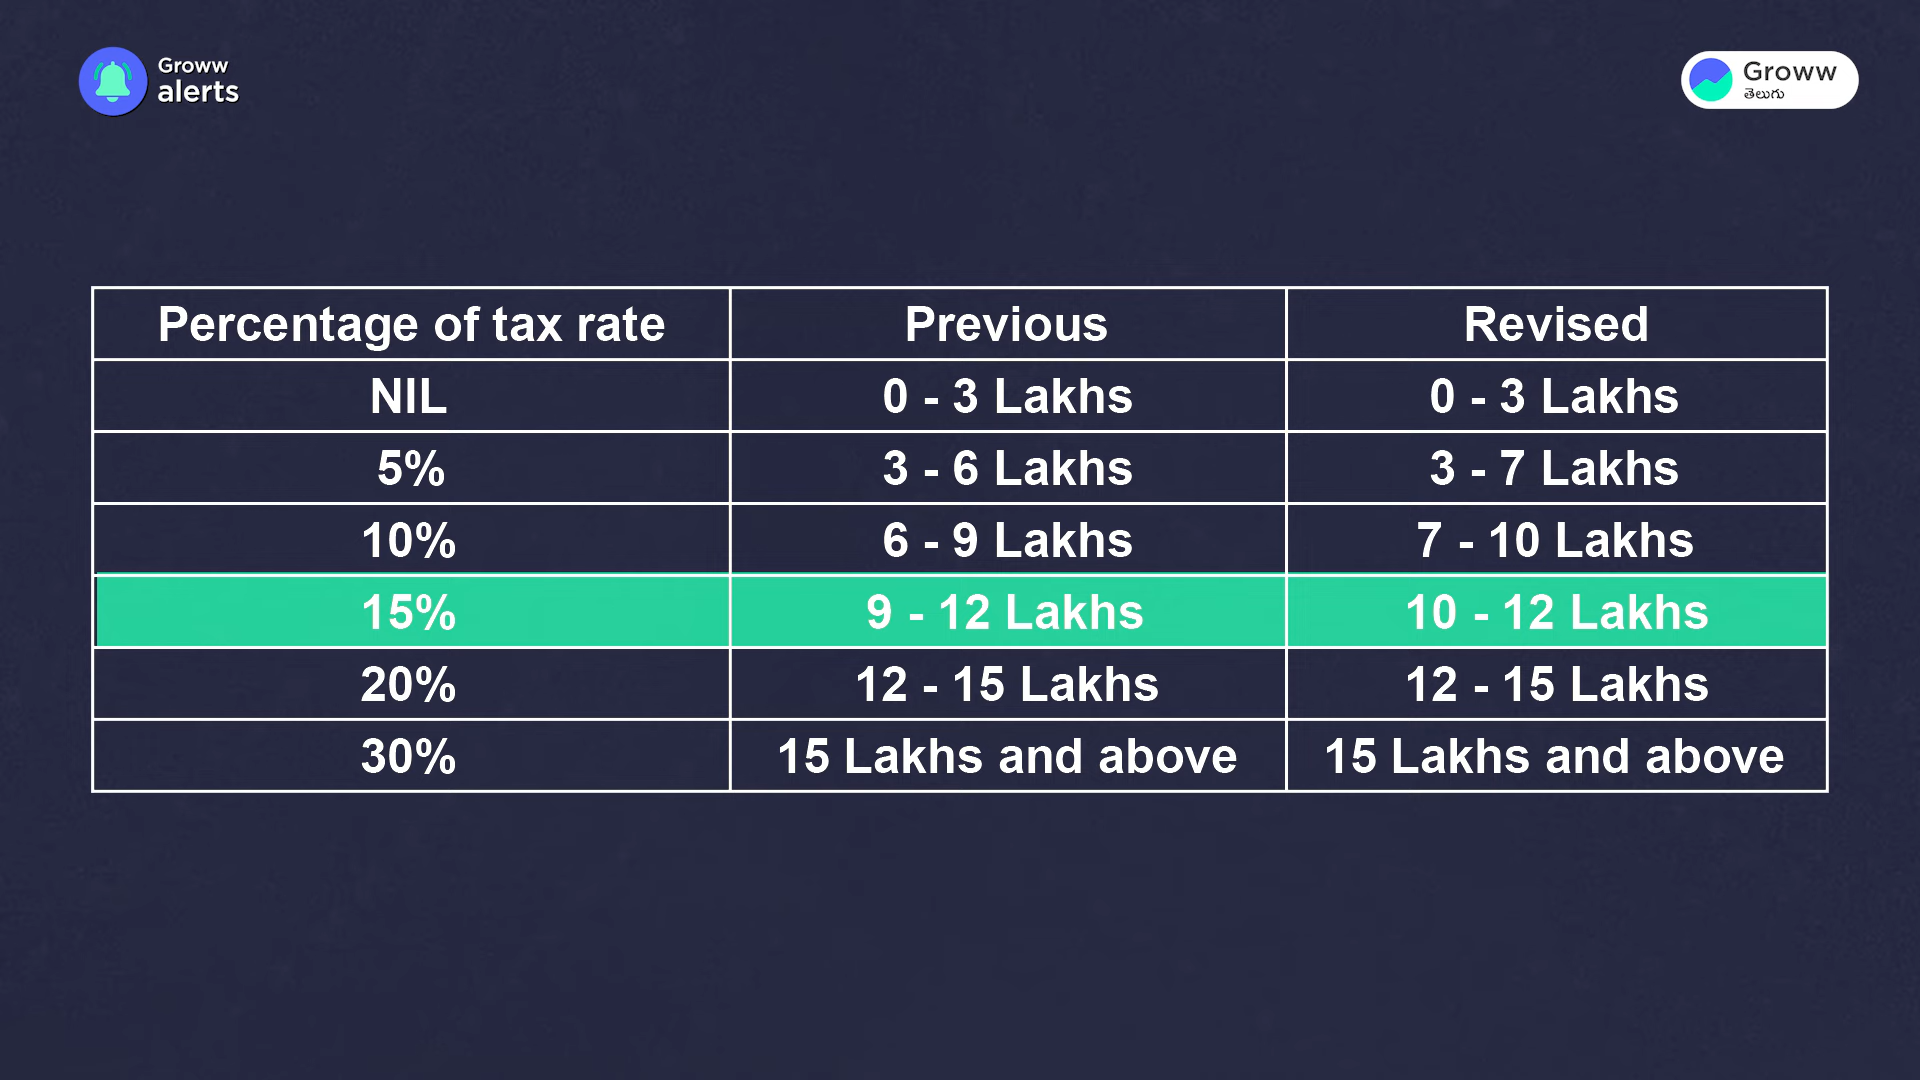 Groww
alerts
Groww
తెలుగు
Percentage of tax rate Previous Revised
NIL 0 - 3 Lakhs 0 - 3 Lakhs
5% 3 - 6 Lakhs 3 - 7 Lakhs
10% 6 - 9 Lakhs 7 - 10 Lakhs
15% 9 - 12 Lakhs 10 - 12 Lakhs
20% 12 - 15 Lakhs 12 - 15 Lakhs
30% 15 Lakhs and above 15 Lakhs and above